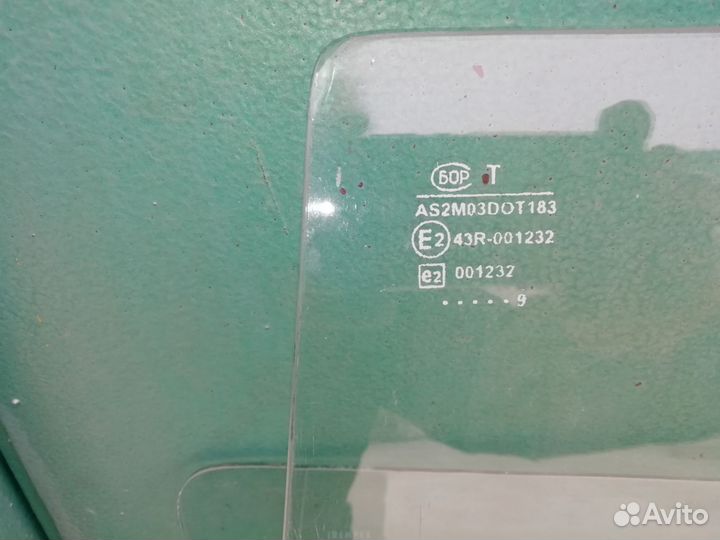 БОР Т
AS2M03DOT183
E2 43R-001232
e2 001232
. . . . . 9
Avito